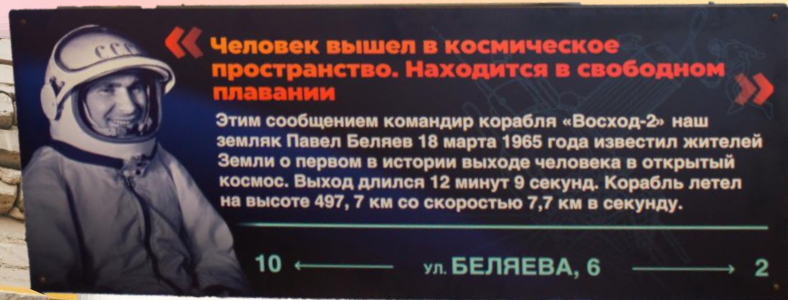 СССР
« Человек вышел в космическое
пространство. Находится в свободном
плавании »
Этим сообщением командир корабля «Восход-2» наш
земляк Павел Беляев 18 марта 1965 года известил жителей
Земли о первом в истории выходе человека в открытый
космос. Выход длился 12 минут 9 секунд. Корабль летел
на высоте 497, 7 км со скоростью 7,7 км в секунду.
10 ← ул. БЕЛЯЕВА, 6 → 2